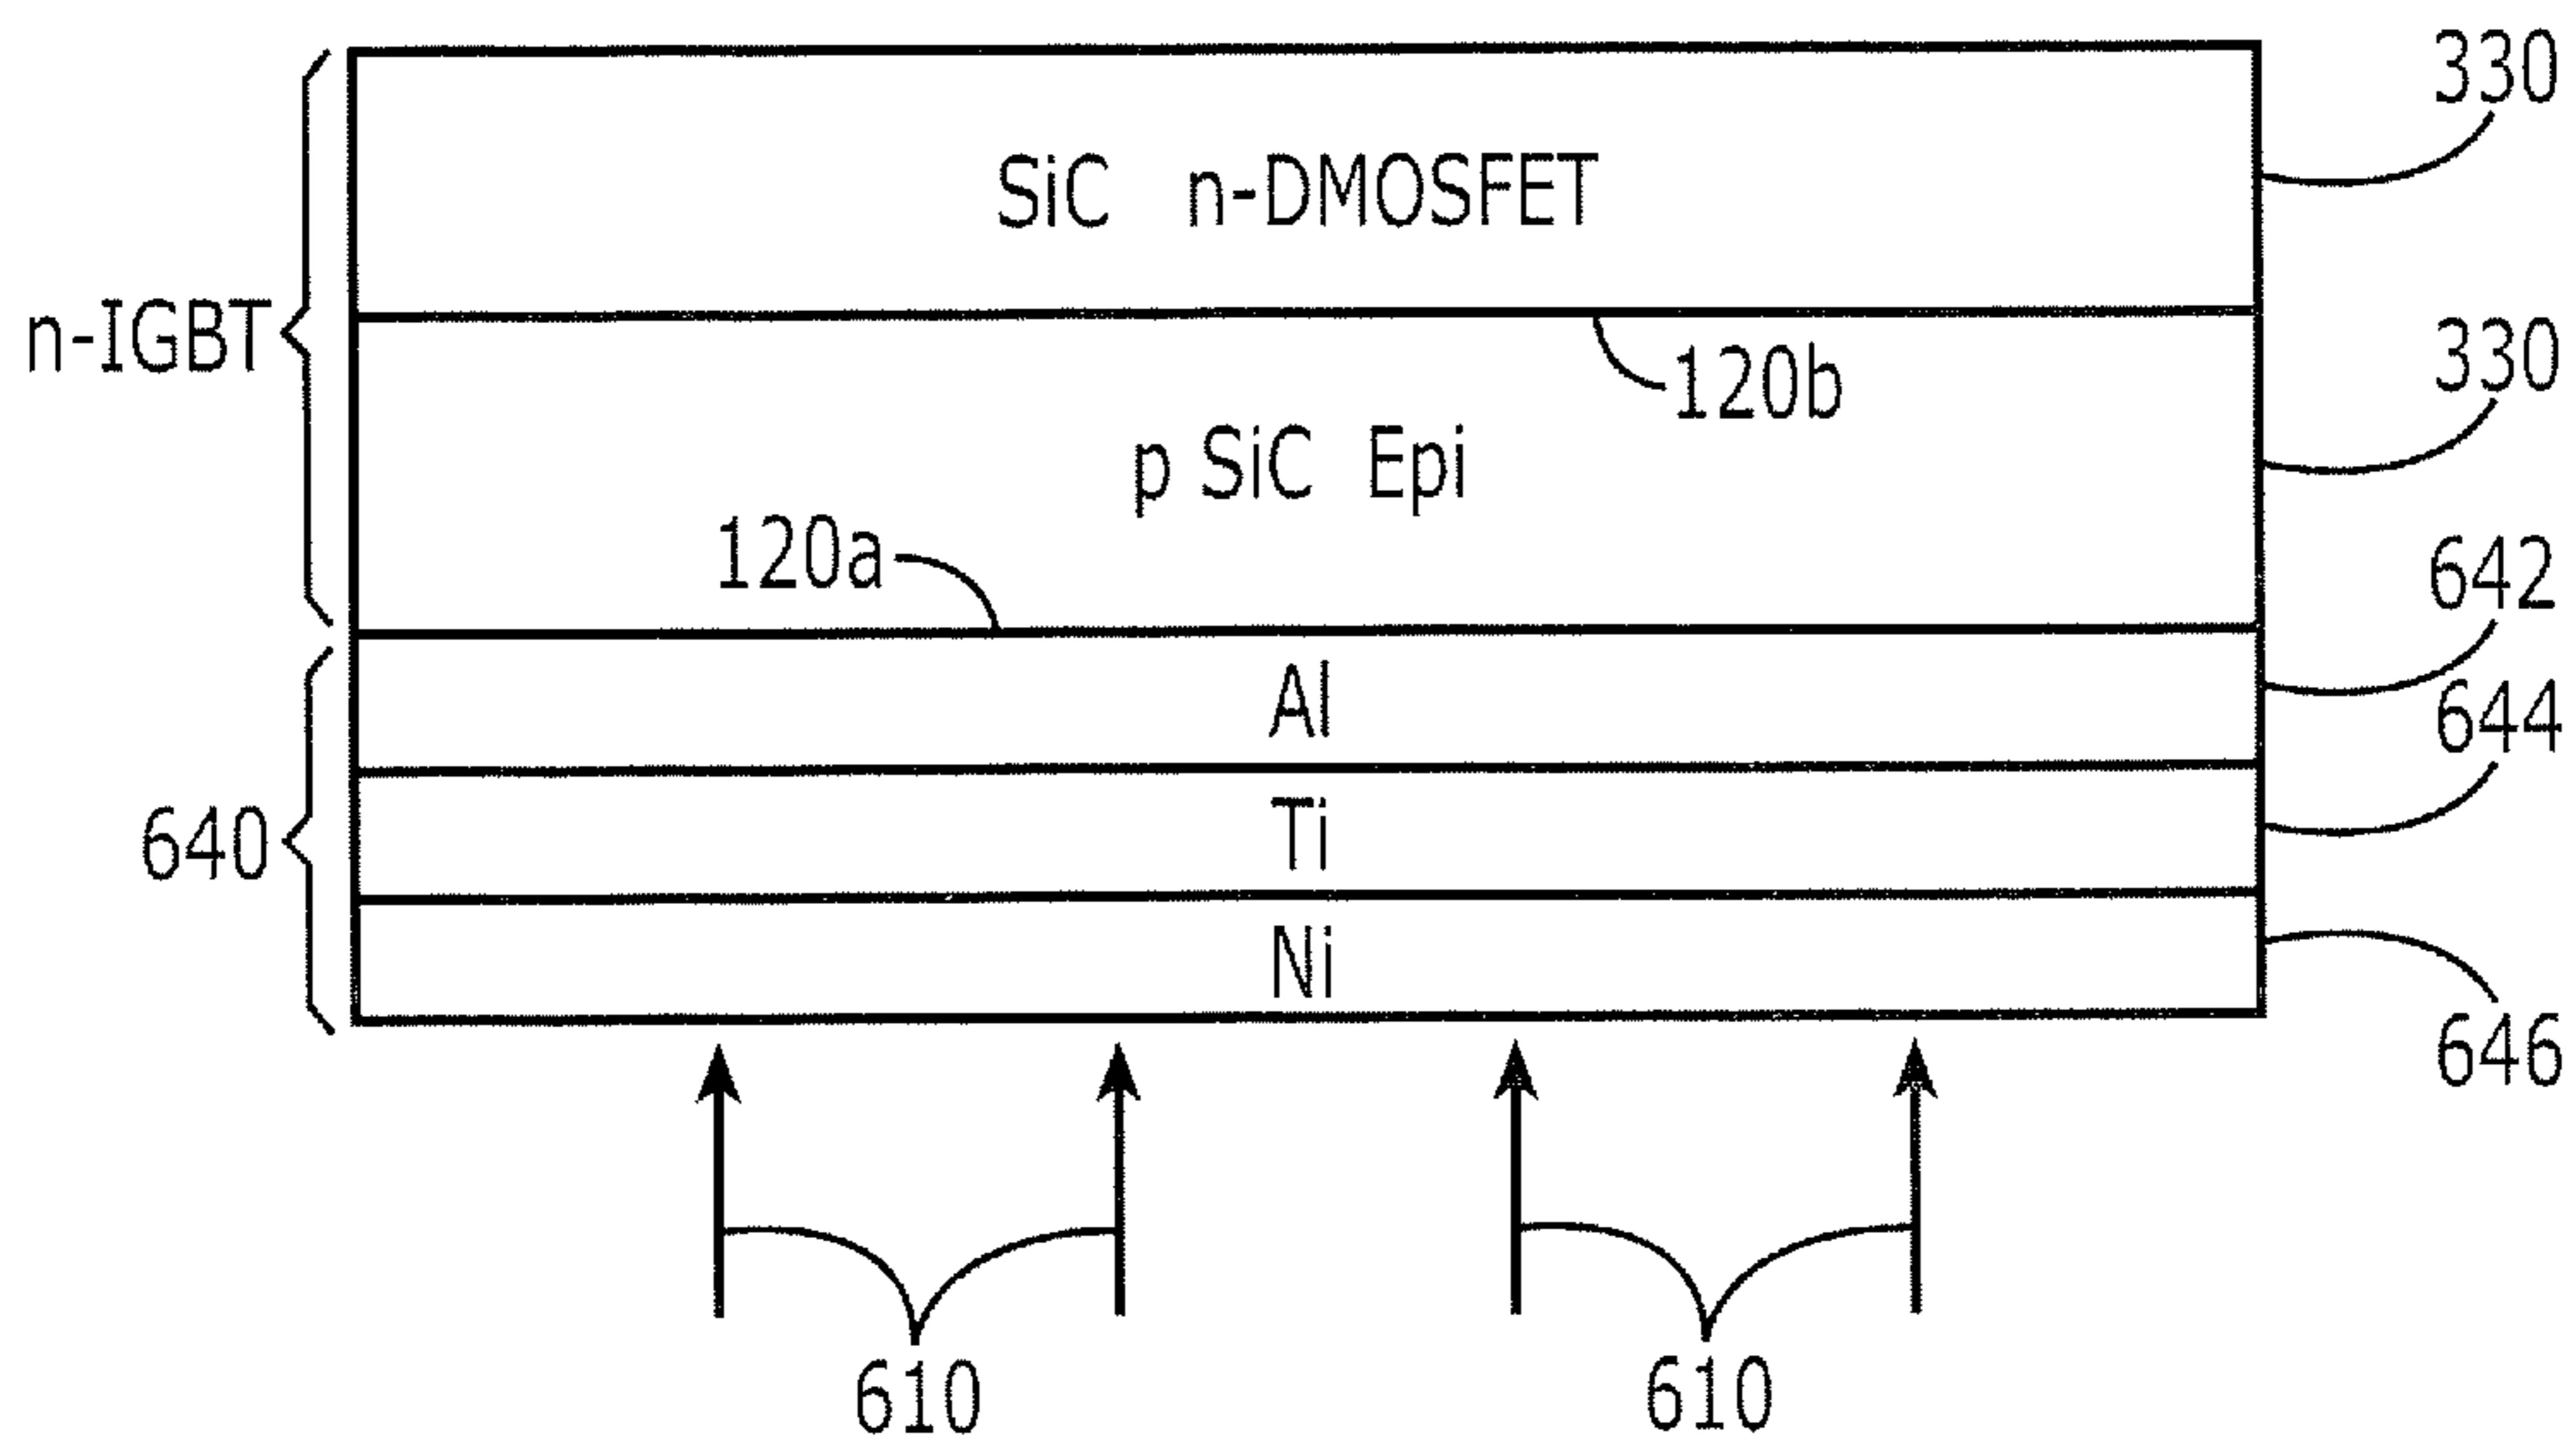 330
SiC n-DMOSFET
n-IGBT
330
120b
p SiC Epi
120a
642
Al
644
Ti
640
Ni
646
610 610